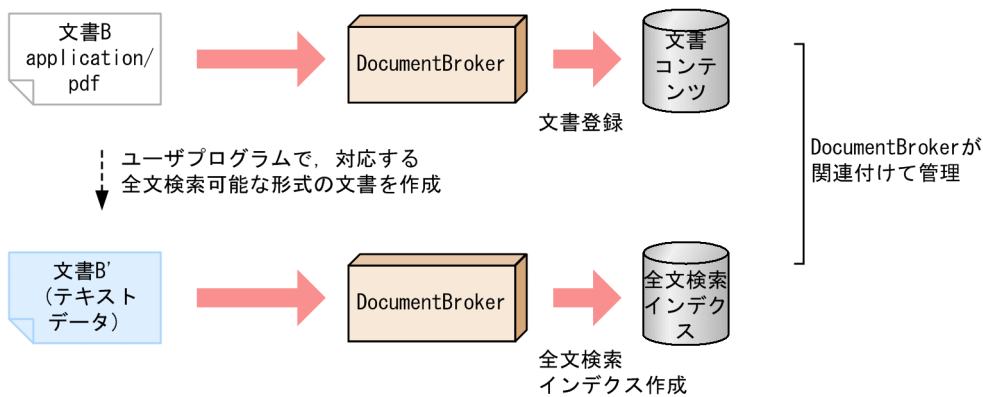 文書B
application/
pdf
DocumentBroker
文書
コンテ
ンツ
文書登録
ユーザプログラムで，対応する
全文検索可能な形式の文書を作成
DocumentBrokerが
関連付けて管理
文書B'
（テキスト
データ）
DocumentBroker
全文検索
インデク
ス
全文検索
インデクス作成